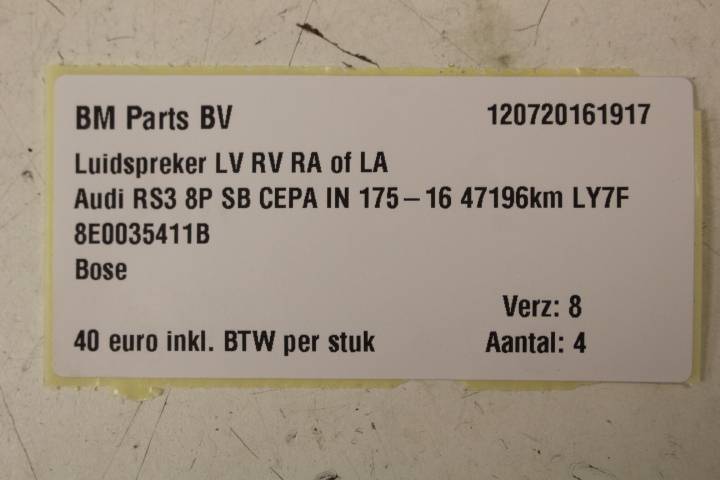 BM Parts BV 120720161917
Luidspreker LV RV RA of LA
Audi RS3 8P SB CEPA IN 175 – 16 47196km LY7F
8E0035411B
Bose
Verz: 8
40 euro inkl. BTW per stuk Aantal: 4